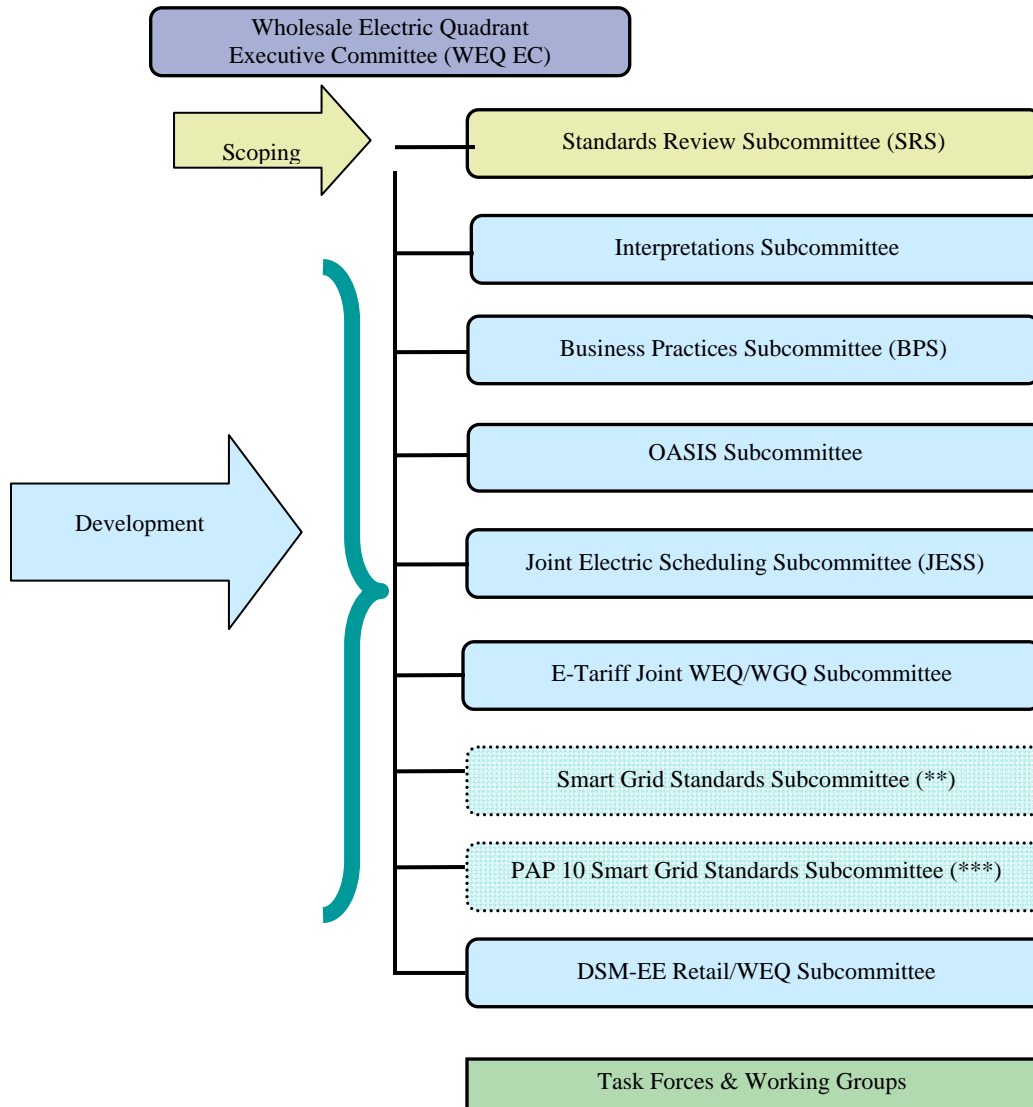 Wholesale Electric Quadrant
Executive Committee (WEQ EC)
Scoping
Standards Review Subcommittee (SRS)
Interpretations Subcommittee
Business Practices Subcommittee (BPS)
OASIS Subcommittee
Development
Joint Electric Scheduling Subcommittee (JESS)
E-Tariff Joint WEQ/WGQ Subcommittee
Smart Grid Standards Subcommittee (**)
PAP 10 Smart Grid Standards Subcommittee (***)
DSM-EE Retail/WEQ Subcommittee
Task Forces & Working Groups